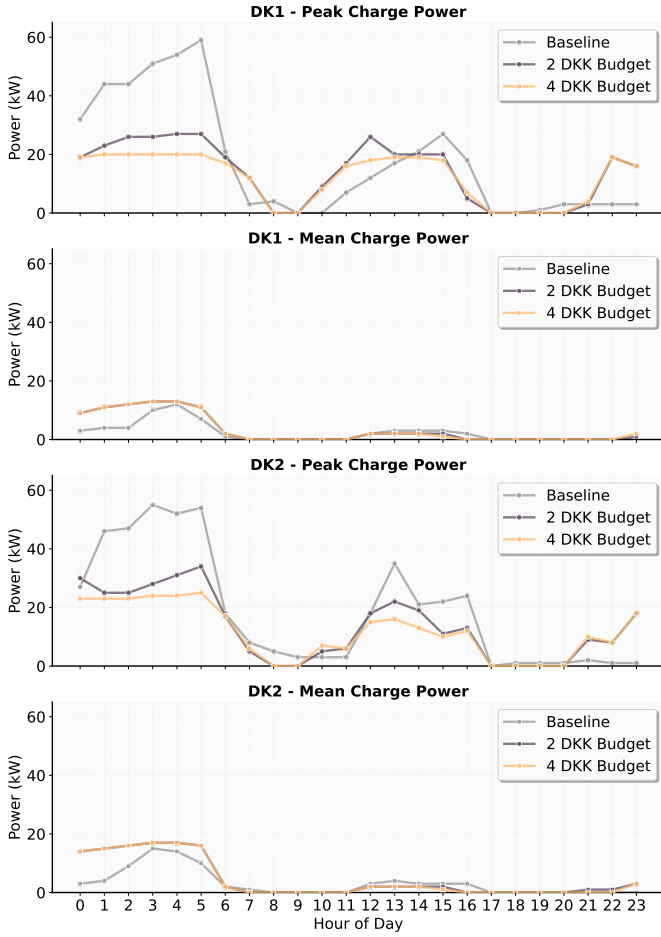 DK1 - Peak Charge Power
60
40
20
0
Power (kW)
Baseline
2 DKK Budget
4 DKK Budget
DK1 - Mean Charge Power
60
40
20
0
Power (kW)
Baseline
2 DKK Budget
4 DKK Budget
DK2 - Peak Charge Power
60
40
20
0
Power (kW)
Baseline
2 DKK Budget
4 DKK Budget
DK2 - Mean Charge Power
60
40
20
0
Power (kW)
Baseline
2 DKK Budget
4 DKK Budget
0 1 2 3 4 5 6 7 8 9 10 11 12 13 14 15 16 17 18 19 20 21 22 23
Hour of Day